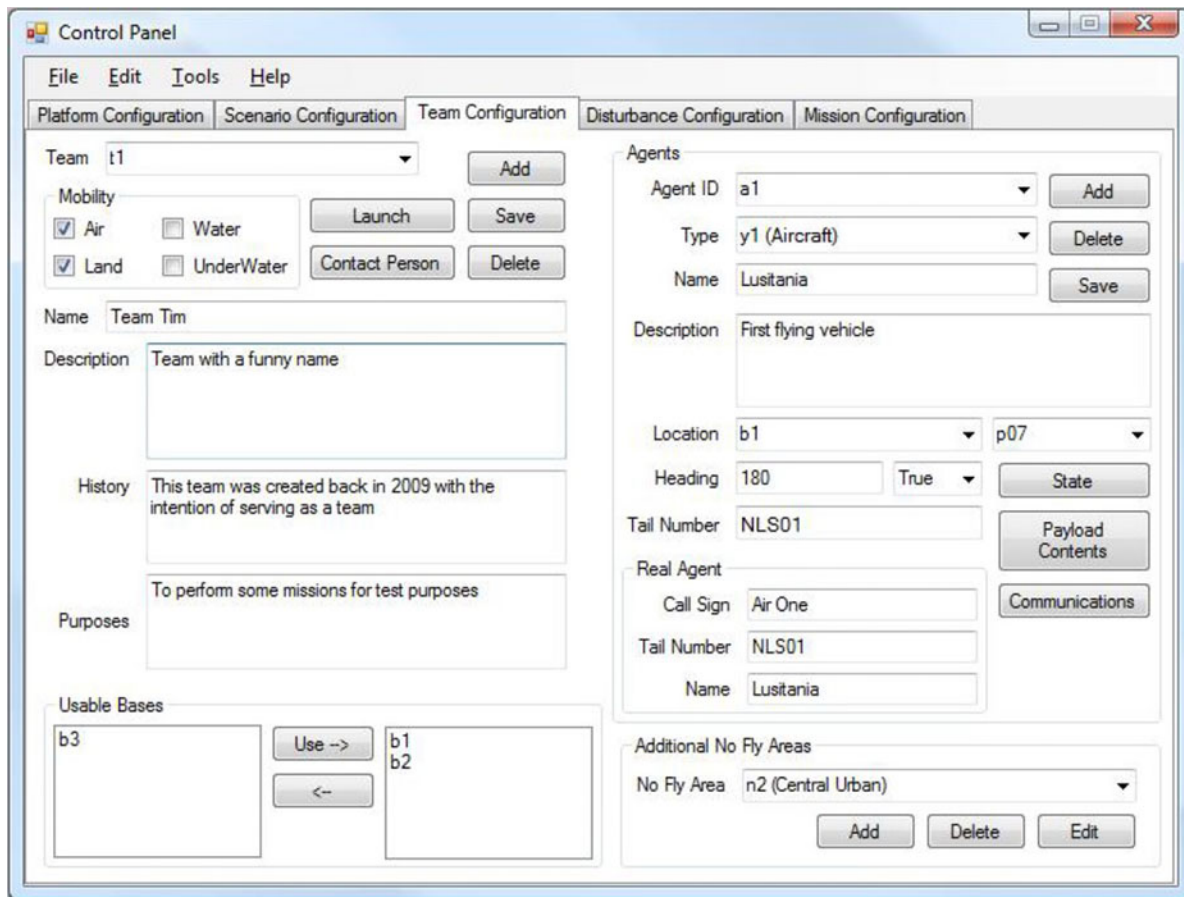 Control Panel
File Edit Tools Help
Platform Configuration Scenario Configuration Team Configuration Disturbance Configuration Mission Configuration
Team t1
Add
Mobility
Air Water
Land UnderWater
Launch Save
Contact Person Delete
Name Team Tim
Description Team with a funny name
History This team was created back in 2009 with the
intention of serving as a team
Purposes To perform some missions for test purposes
Usable Bases
b3
Use -->
<--
b1
b2
Agents
Agent ID a1 Add
Type y1 (Aircraft) Delete
Name Lusitania Save
Description First flying vehicle
Location b1 p07
Heading 180 True State
Tail Number NLS01
Payload
Contents
Communications
Real Agent
Call Sign Air One
Tail Number NLS01
Name Lusitania
Additional No Fly Areas
No Fly Area n2 (Central Urban)
Add Delete Edit